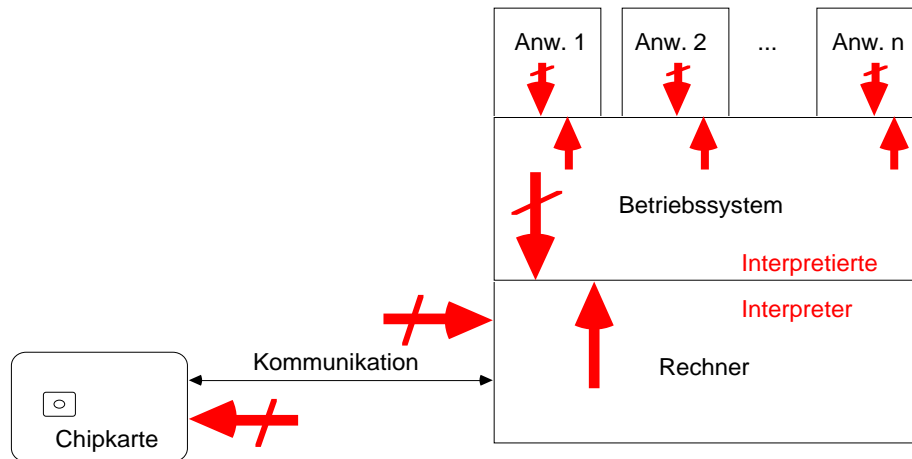 Anw. 1 Anw. 2 ... Anw. n
Betriebssystem
Interpretierte
Interpreter
Kommunikation
Rechner
Chipkarte